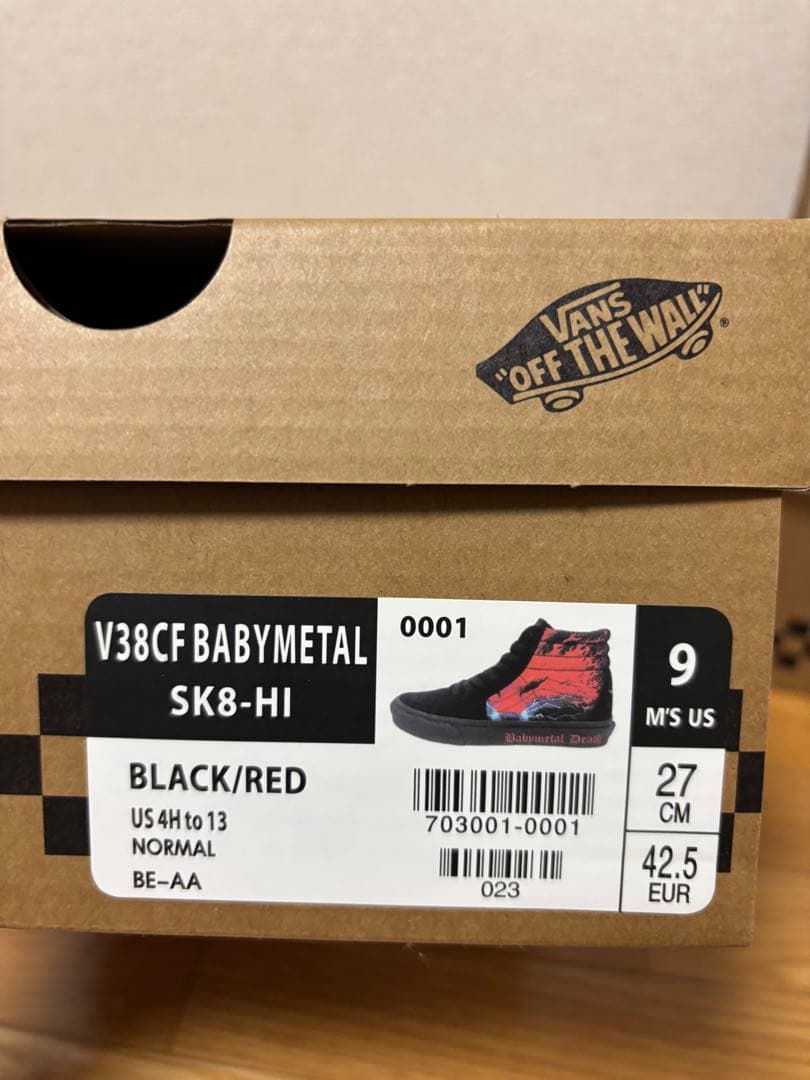 VANS
"OFF THE WALL"
®
V38CF BABYMETAL
SK8-HI
0001
Babymetal Death
9
M'S US
BLACK/RED
US 4H to 13
NORMAL
BE-AA
703001-0001
023
27
CM
42.5
EUR